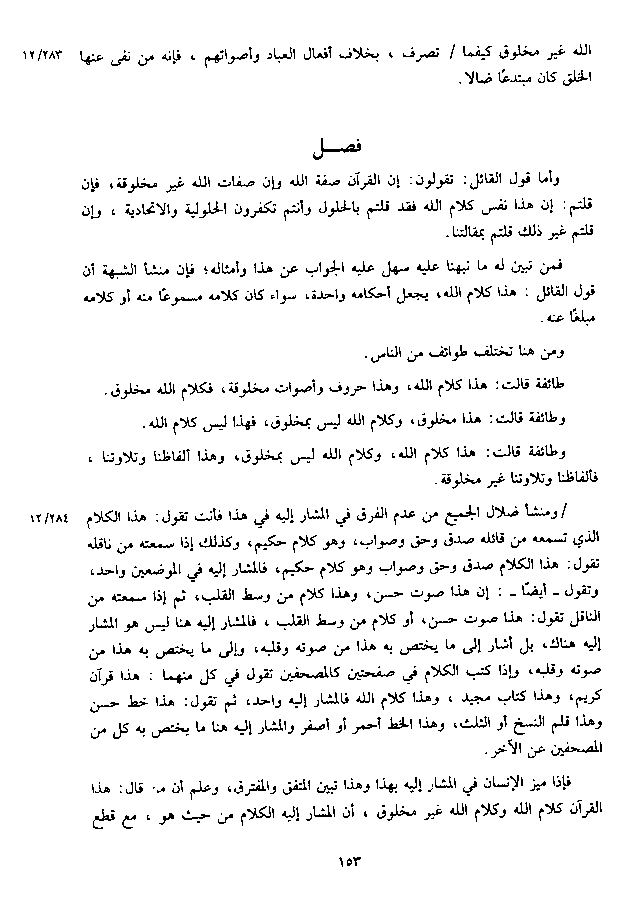 الله غير مخلوق كيفما / تصرف ، بخلاف أفعال العباد وأصواتهم ، فإنه من نفى عنها ١٢/٢٨٣
الخلق كان مبتدعًا ضالا.
فصـــل
وأما قول القائل: تقولون: إن القرآن صفة الله وإن صفات الله غير مخلوقة، فإن
قلتم: إن هذا نفس كلام الله فقد قلتم بالحلول وأنتم تكفرون الحلولية والاتحادية ، وإن
قلتم غير ذلك قلتم بمقالتنا.
فمن تبين له ما نبهنا عليه سهل عليه الجواب عن هذا وأمثاله؛ فإن منشأ الشبهة أن
قول القائل : هذا كلام الله، يجعل أحكامه واحدة، سواء كان كلامه مسموعًا منه أو كلامه
مبلغًا عنه.
ومن هنا تختلف طوائف من الناس.
طائفة قالت: هذا كلام الله، وهذا حروف وأصوات مخلوقة، فكلام الله مخلوق.
وطائفة قالت: هذا مخلوق، وكلام الله ليس بمخلوق، فهذا ليس كلام الله.
وطائفة قالت: هذا كلام الله، وكلام الله ليس بمخلوق، وهذا ألفاظنا وتلاوتنا ،
فألفاظنا وتلاوتنا غير مخلوقة.
/ ومنشأ ضلال الجميع من عدم الفرق في المشار إليه في هذا فأنت تقول: هذا الكلام ١٢/٢٨٤
الذي تسمعه من قائله صدق وحق وصواب، وهو كلام حكيم، وكذلك إذا سمعته من ناقله
تقول: هذا الكلام صدق وحق وصواب وهو كلام حكيم، فالمشار إليه في الموضعين واحد،
وتقول ـ أيضًا ـ : إن هذا صوت حسن، وهذا كلام من وسط القلب، ثم إذا سمعته من
الناقل تقول: هذا صوت حسن، أو كلام من وسط القلب ، فالمشار إليه هنا ليس هو المشار
إليه هناك، بل أشار إلى ما يختص به هذا من صوته وقلبه، وإلى ما يختص به هذا من
صوته وقلبه، وإذا كتب الكلام في صفحتين كالمصحفين تقول في كل منهما : هذا قرآن
كريم، وهذا كتاب مجيد ، وهذا كلام الله فالمشار إليه واحد، ثم تقول: هذا خط حسن
وهذا قلم النسخ أو الثلث، وهذا الخط أحمر أو أصفر والمشار إليه هنا ما يختص به كل من
المصحفين عن الآخر.
فإذا ميز الإنسان في المشار إليه بهذا وهذا تبين المتفق والمفترق، وعلم أن من قال: هذا
القرآن كلام الله وكلام الله غير مخلوق ، أن المشار إليه الكلام من حيث هو ، مع قطع
١٥٣